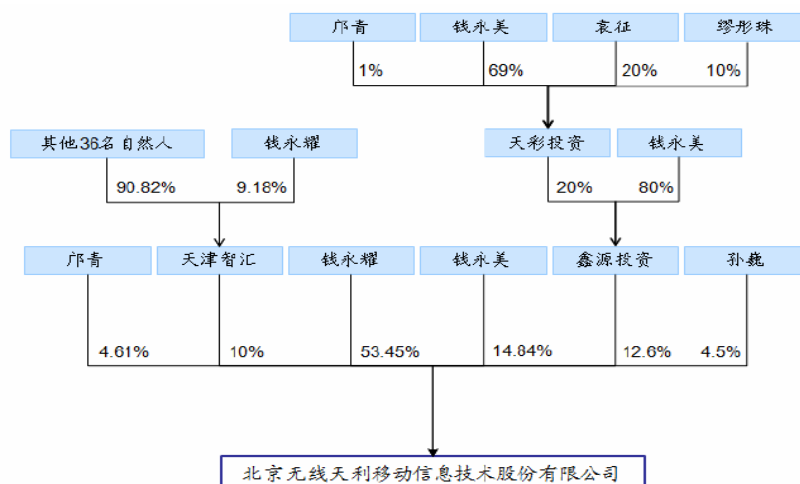 邝青 钱永美 袁征 缪彤珠
1% 69% 20% 10%
其他36名自然人 钱永耀 天彩投资 钱永美
90.82% 9.18% 20% 80%
邝青 天津智汇 钱永耀 钱永美 鑫源投资 孙巍
4.61% 10% 53.45% 14.84% 12.6% 4.5%
北京无线天利移动信息技术股份有限公司